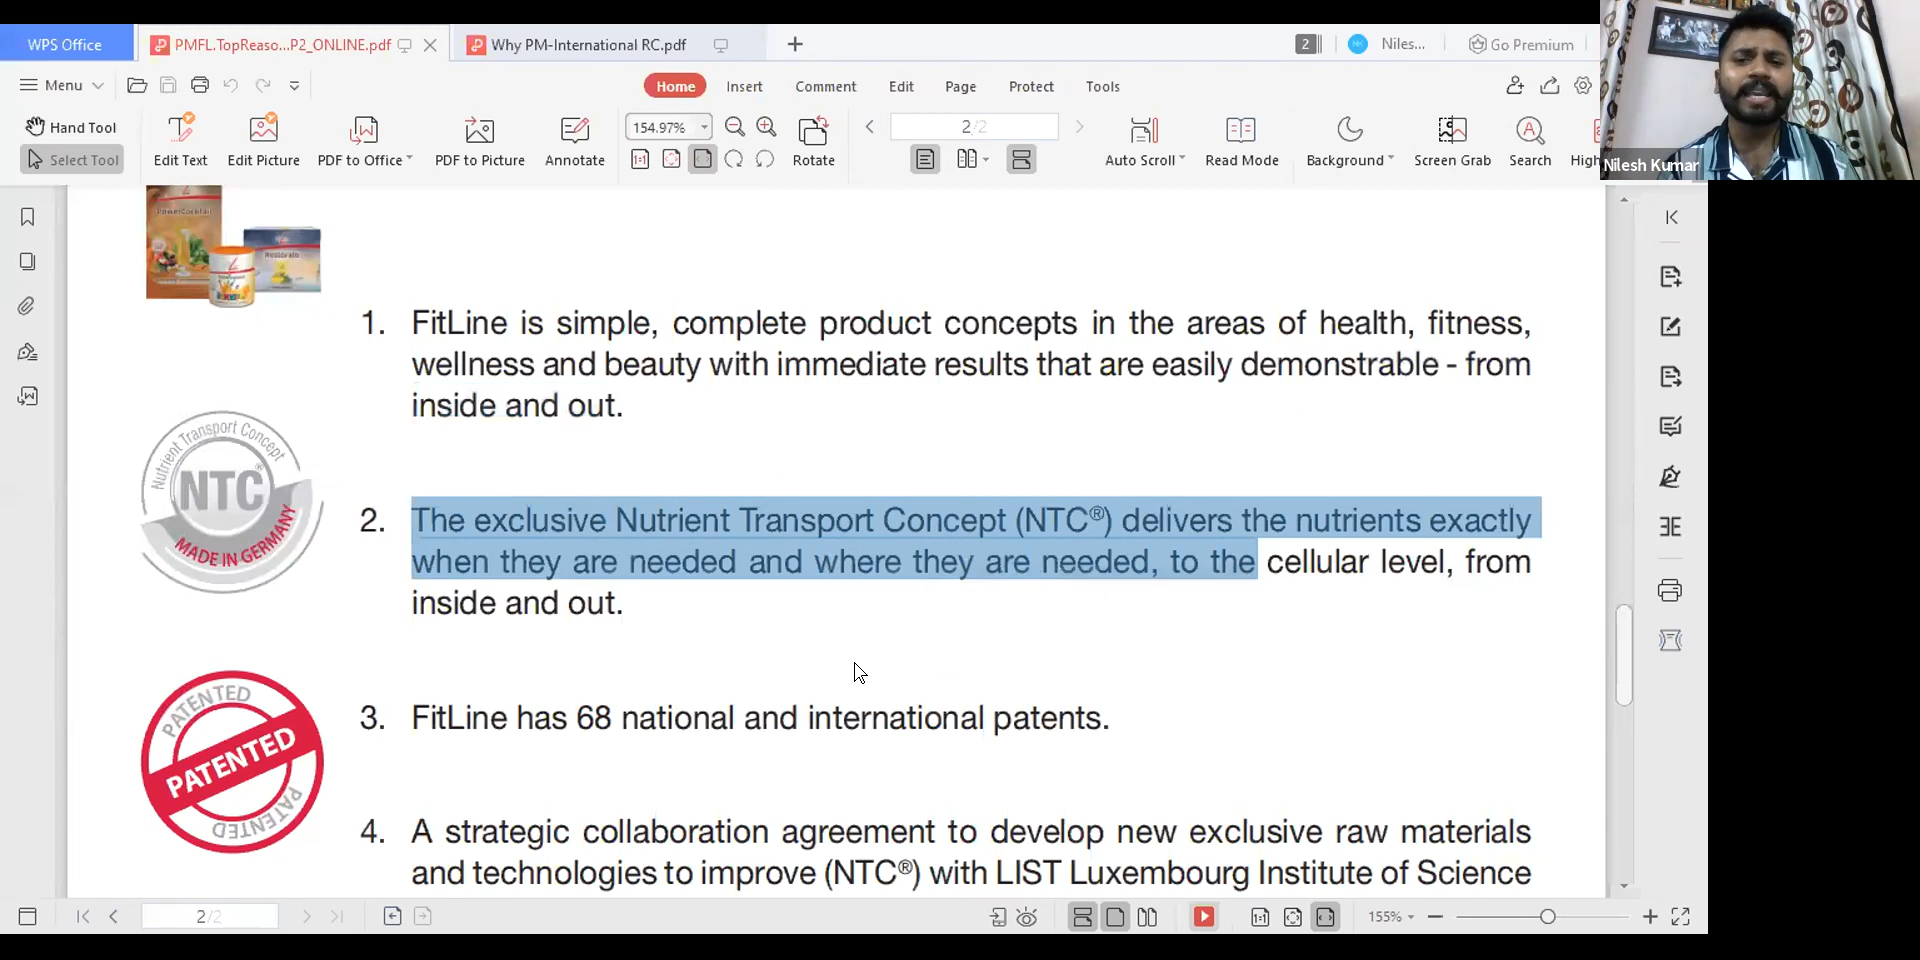 WPS Office
PMFL.TopReaso...P2_ONLINE.pdf
Why PM-International RC.pdf
2
NK
Niles...
Go Premium
Menu
Home
Insert
Comment
Edit
Page
Protect
Tools
Hand Tool
Select Tool
Edit Text
Edit Picture
PDF to Office
PDF to Picture
Annotate
154.97%
Rotate
2/2
Auto Scroll
Read Mode
Background
Screen Grab
Search
High
Nilesh Kumar
PowerCocktail
Restorate
1. FitLine is simple, complete product concepts in the areas of health, fitness,
wellness and beauty with immediate results that are easily demonstrable - from
inside and out.
Nutrient Transport Concept
NTC®
MADE IN GERMANY
2. The exclusive Nutrient Transport Concept (NTC®) delivers the nutrients exactly
when they are needed and where they are needed, to the cellular level, from
inside and out.
PATENTED
PATENTED
PATENTED
3. FitLine has 68 national and international patents.
4. A strategic collaboration agreement to develop new exclusive raw materials
and technologies to improve (NTC®) with LIST Luxembourg Institute of Science
2/2
155%